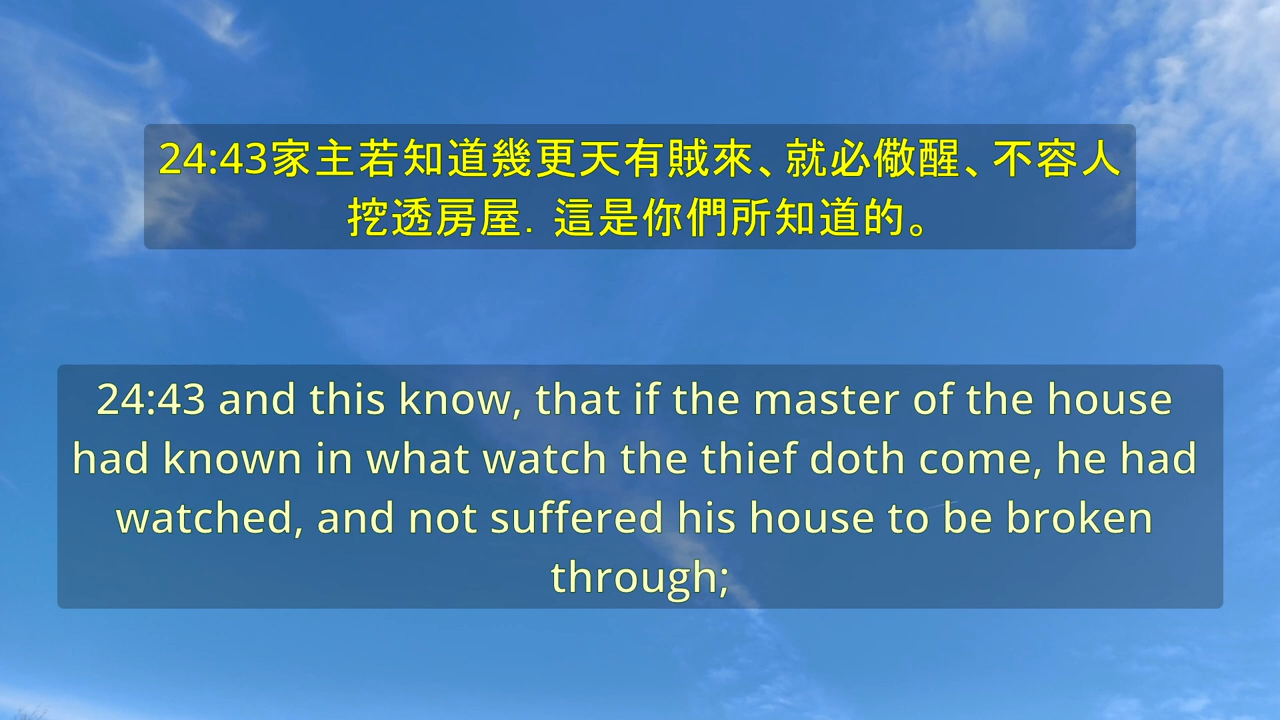 24:43家主若知道幾更天有賊來、就必儆醒、不容人
挖透房屋．這是你們所知道的。
24:43 and this know, that if the master of the house
had known in what watch the thief doth come, he had
watched, and not suffered his house to be broken
through;